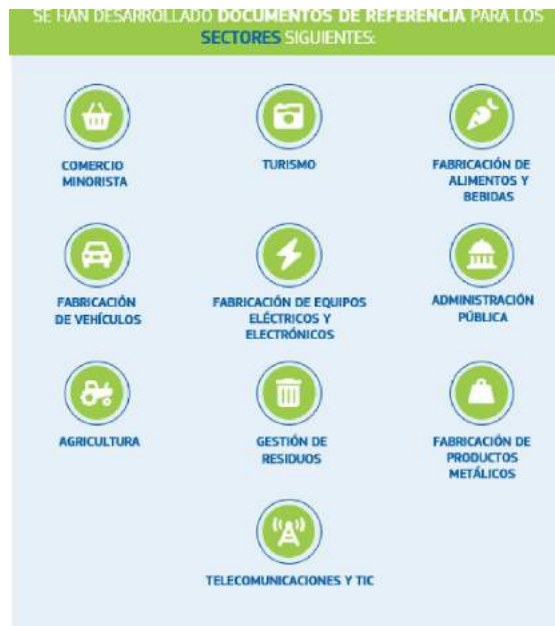 SE HAN DESARROLLADO DOCUMENTOS DE REFERENCIA PARA LOS
SECTORES SIGUIENTES:
COMERCIO
MINORISTA
TURISMO
FABRICACIÓN DE
ALIMENTOS Y
BEBIDAS
FABRICACIÓN
DE VEHÍCULOS
FABRICACIÓN DE EQUIPOS
ELÉCTRICOS Y
ELECTRÓNICOS
ADMINISTRACIÓN
PÚBLICA
AGRICULTURA
GESTIÓN DE
RESIDUOS
FABRICACIÓN DE
PRODUCTOS
METÁLICOS
TELECOMUNICACIONES Y TIC